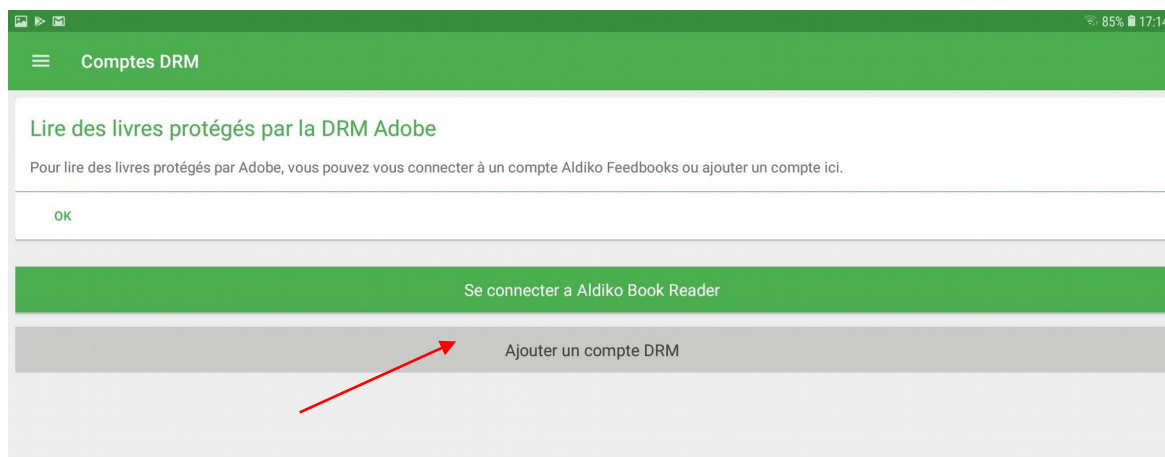 85% 17:14
Comptes DRM
Lire des livres protégés par la DRM Adobe
Pour lire des livres protégés par Adobe, vous pouvez vous connecter à un compte Aldiko Feedbooks ou ajouter un compte ici.
OK
Se connecter a Aldiko Book Reader
Ajouter un compte DRM